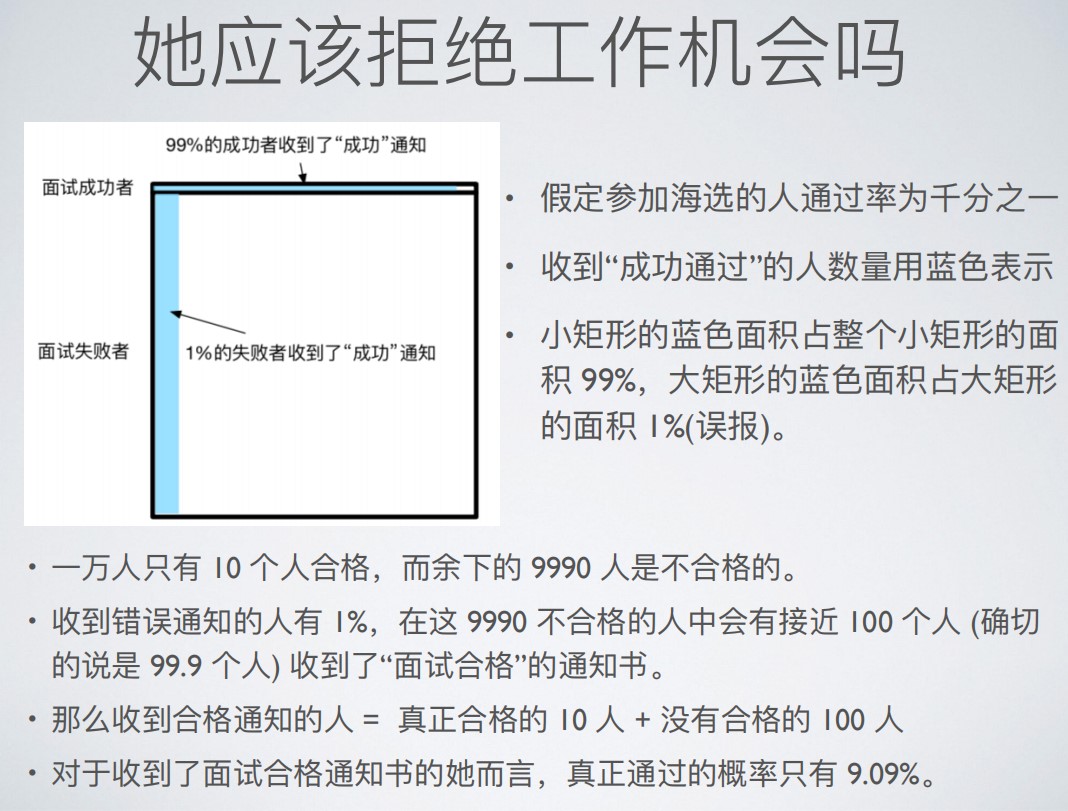 她应该拒绝工作机会吗
99%的成功者收到了“成功”通知
面试成功者
面试失败者
1%的失败者收到了“成功”通知
• 假定参加海选的人通过率为千分之一
• 收到“成功通过”的人数量用蓝色表示
• 小矩形的蓝色面积占整个小矩形的面
积 99%，大矩形的蓝色面积占大矩形
的面积 1%(误报)。
• 一万人只有 10 个人合格，而余下的 9990 人是不合格的。
• 收到错误通知的人有 1%，在这 9990 不合格的人中会有接近 100 个人 (确切
的说是 99.9 个人) 收到了“面试合格”的通知书。
• 那么收到合格通知的人 = 真正合格的 10 人 + 没有合格的 100 人
• 对于收到了面试合格通知书的她而言，真正通过的概率只有 9.09%。